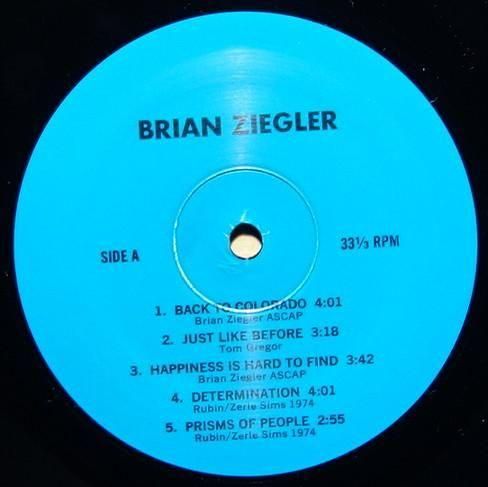 BRIAN ZIEGLER
SIDE A
33⅓ RPM
1. BACK TO COLORADO 4:01
Brian Ziegler ASCAP
2. JUST LIKE BEFORE 3:18
Tom Gregor
3. HAPPINESS IS HARD TO FIND 3:42
Brian Ziegler ASCAP
4. DETERMINATION 4:01
Rubin/Zerle Sims 1974
5. PRISMS OF PEOPLE 2:55
Rubin/Zerle Sims 1974